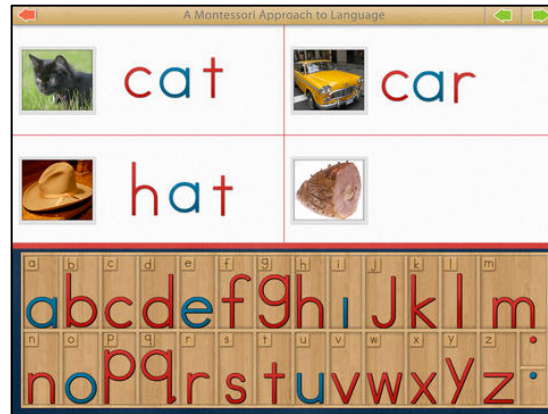 A Montessori Approach to Language
cat
car
hat
a b c d e f g h i j k l m
abcdefghijklm
n o p q r s t u v w x y z
nopqrstuvwxyz